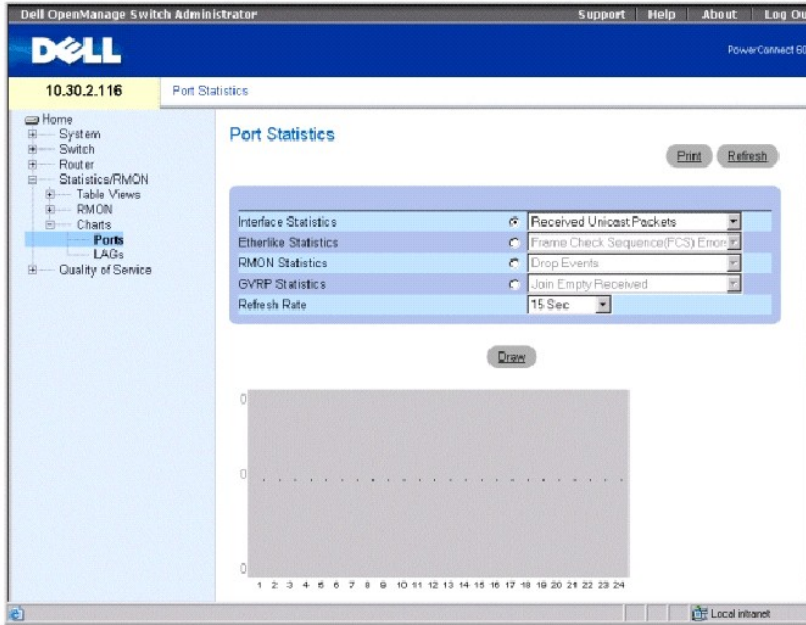 Dell OpenManage Switch Administrator Support Help About Log Ou
DELL
PowerConnect 60
10.30.2.116 Port Statistics
Home
System
Switch
Router
Statistics/RMON
Table Views
RMON
Charts
Ports
LAGs
Quality of Service
Port Statistics
Print Refresh
Interface Statistics Received Unicast Packets
Etherlike Statistics Frame Check Sequence(FCS) Errors
RMON Statistics Drop Events
GVRP Statistics Join Empty Received
Refresh Rate 15 Sec
Draw
0
0
0
1 2 3 4 5 6 7 8 9 10 11 12 13 14 15 16 17 18 19 20 21 22 23 24
Local intranet